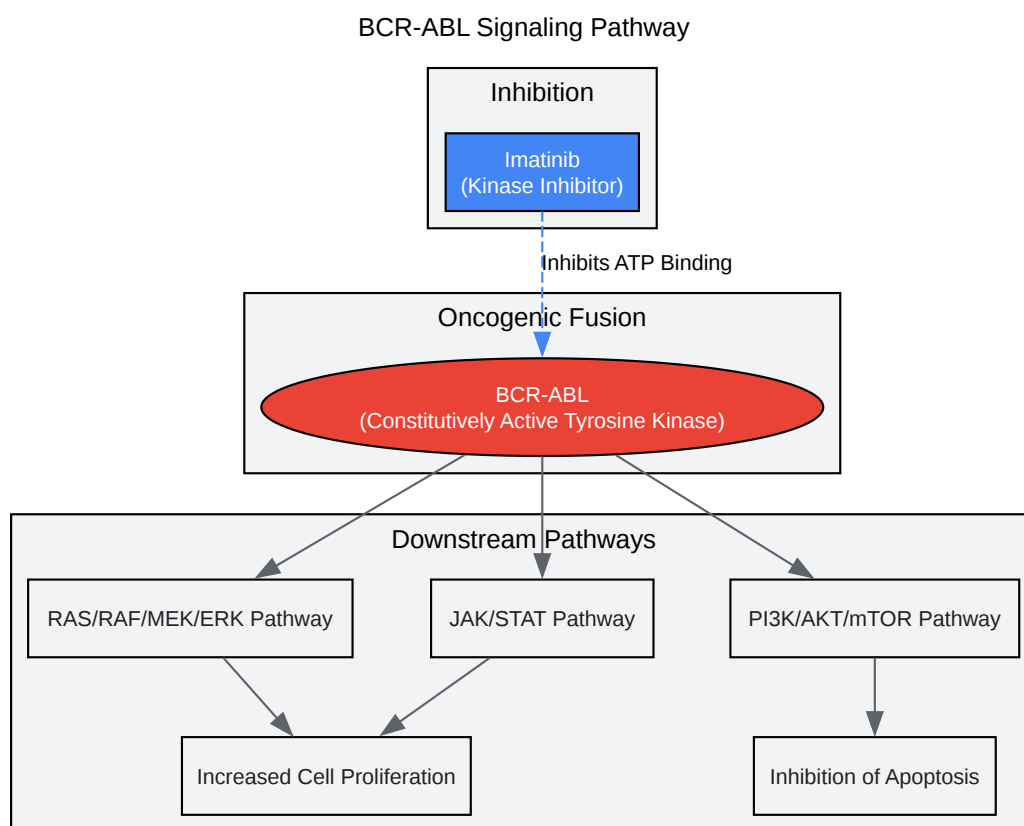 BCR-ABL Signaling Pathway
Inhibition
Imatinib
(Kinase Inhibitor)
Inhibits ATP Binding
Oncogenic Fusion
BCR-ABL
(Constitutively Active Tyrosine Kinase)
Downstream Pathways
RAS/RAF/MEK/ERK Pathway
JAK/STAT Pathway
PI3K/AKT/mTOR Pathway
Increased Cell Proliferation
Inhibition of Apoptosis